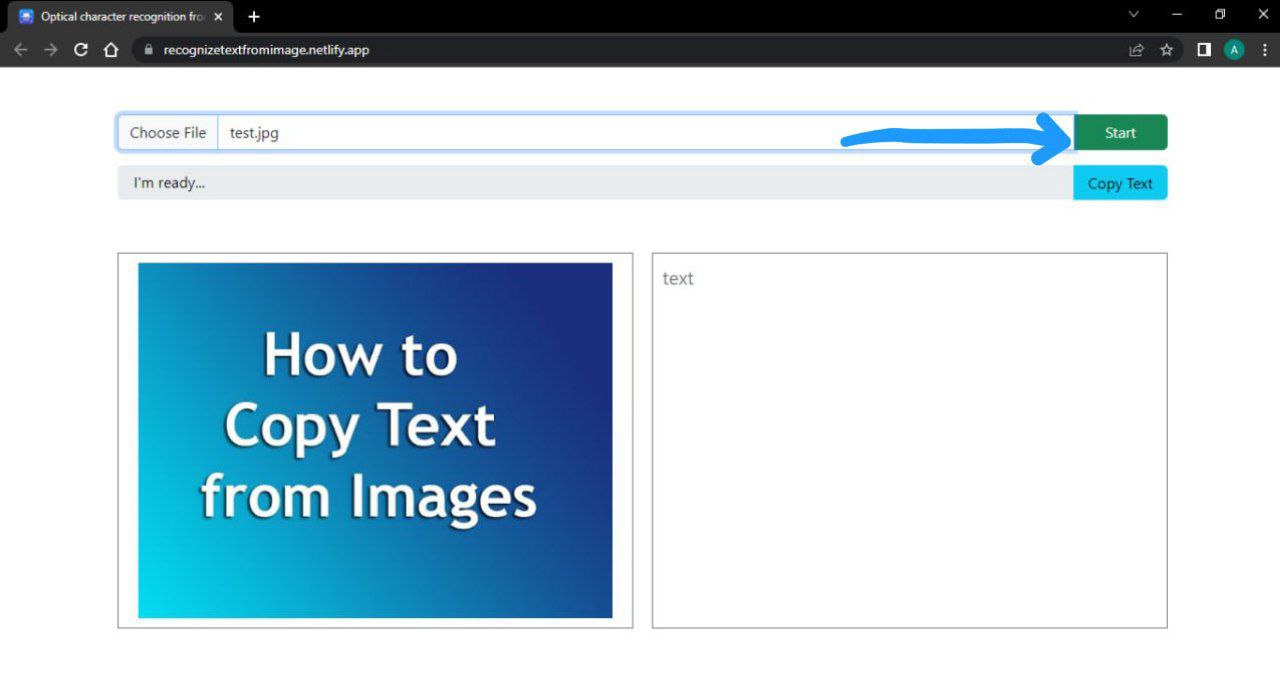 Optical character recognition fro
recognizetextfromimage.netlify.app
A
Choose File test.jpg Start
I'm ready... Copy Text
How to
Copy Text
from Images
text